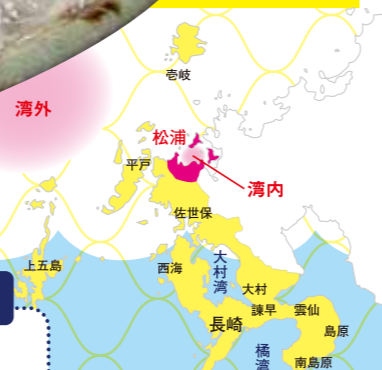 壱岐
湾外
松浦
平戸
湾内
佐世保
上五島
西海
大村湾
大村
諫早
雲仙
長崎
島原
橘湾
南島原